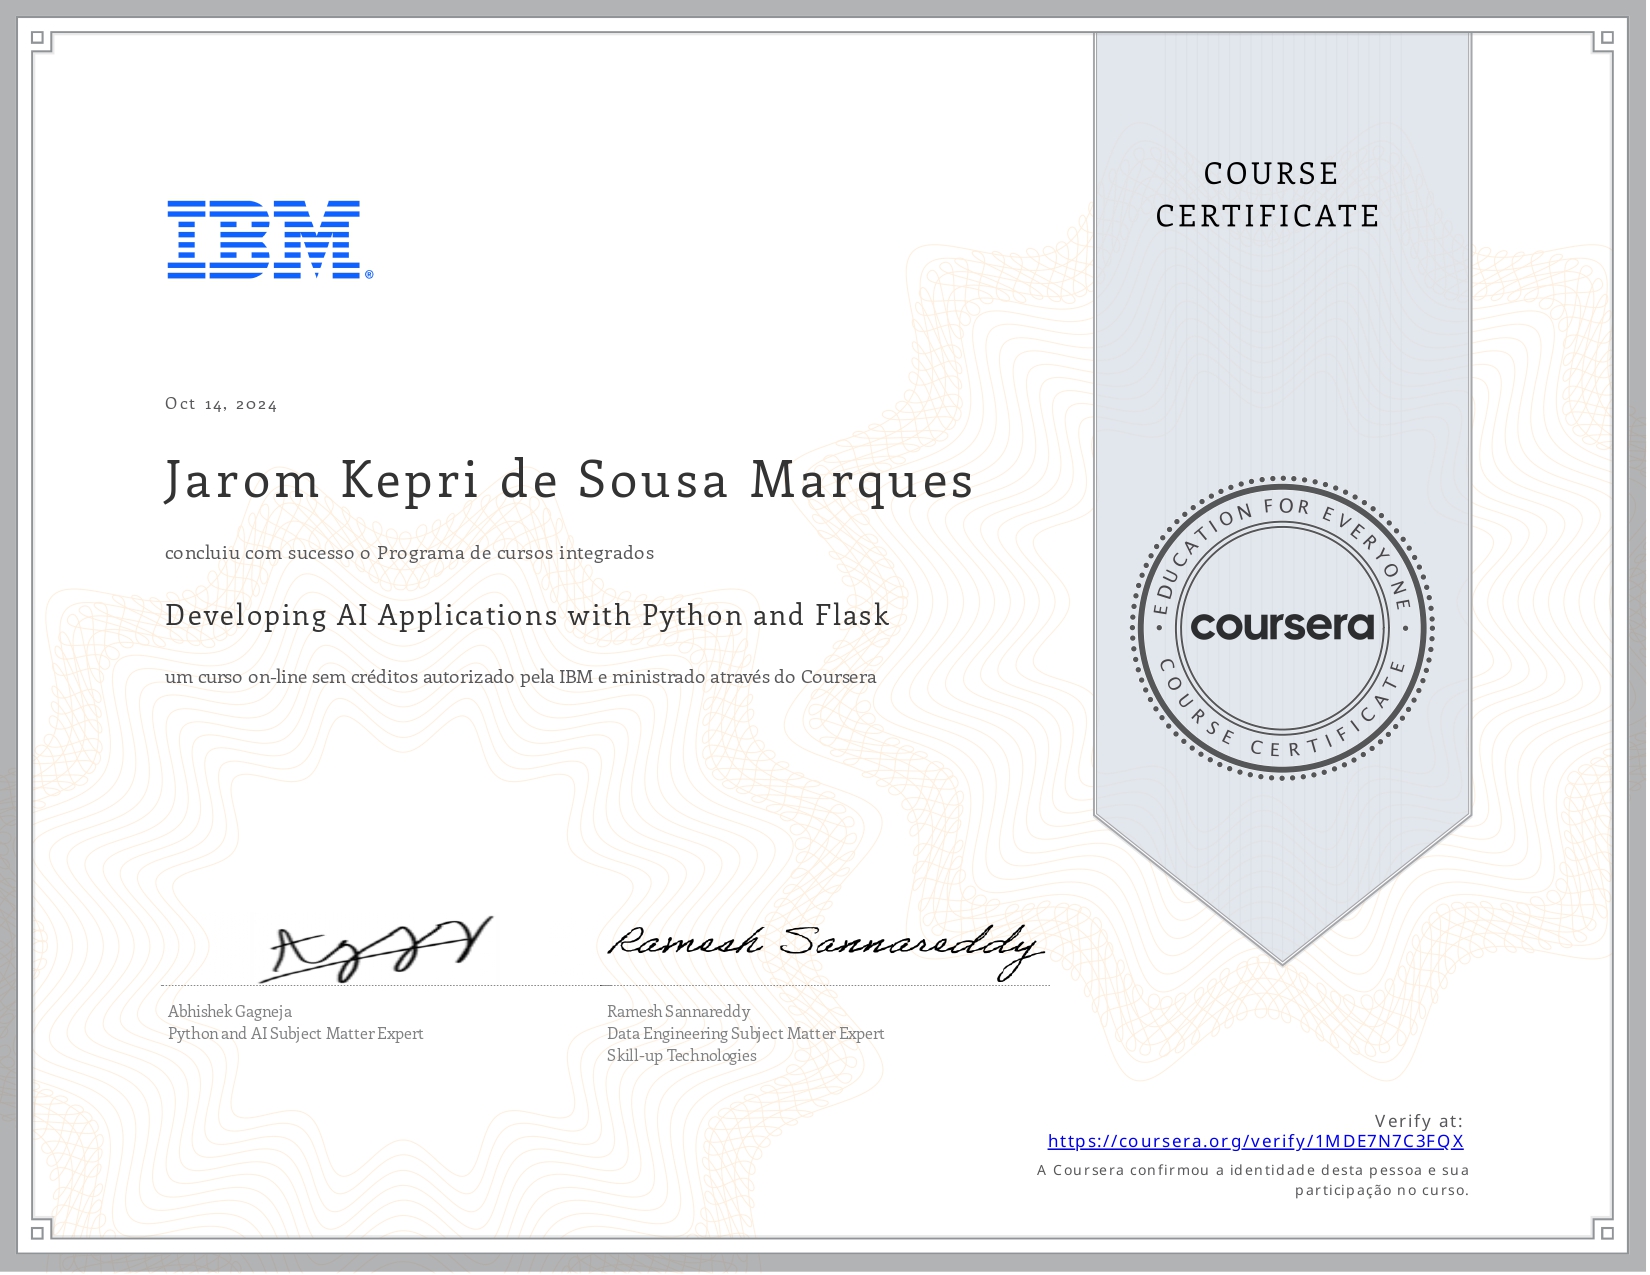 COURSE
CERTIFICATE
IBM®
Oct 14, 2024
Jarom Kepri de Sousa Marques
concluiu com sucesso o Programa de cursos integrados
Developing AI Applications with Python and Flask
um curso on-line sem créditos autorizado pela IBM e ministrado através do Coursera
EDUCATION FOR EVERYONE
coursera
COURSE CERTIFICATE
Ramesh Sannareddy
Abhishek Gagneja
Python and AI Subject Matter Expert
Ramesh Sannareddy
Data Engineering Subject Matter Expert
Skill-up Technologies
Verify at:
https://coursera.org/verify/1MDE7N7C3FQX
A Coursera confirmou a identidade desta pessoa e sua
participação no curso.